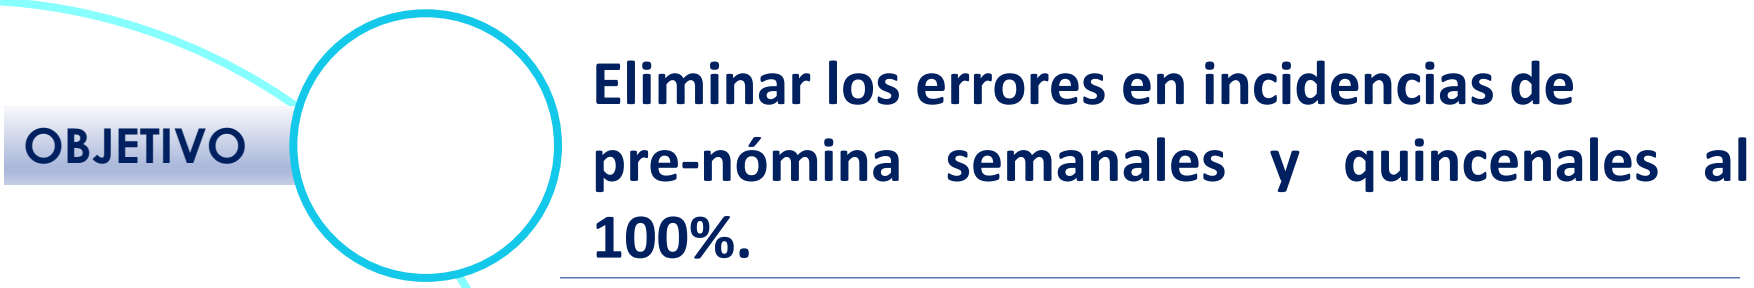 OBJETIVO
Eliminar los errores en incidencias de
pre-nómina semanales y quincenales al
100%.